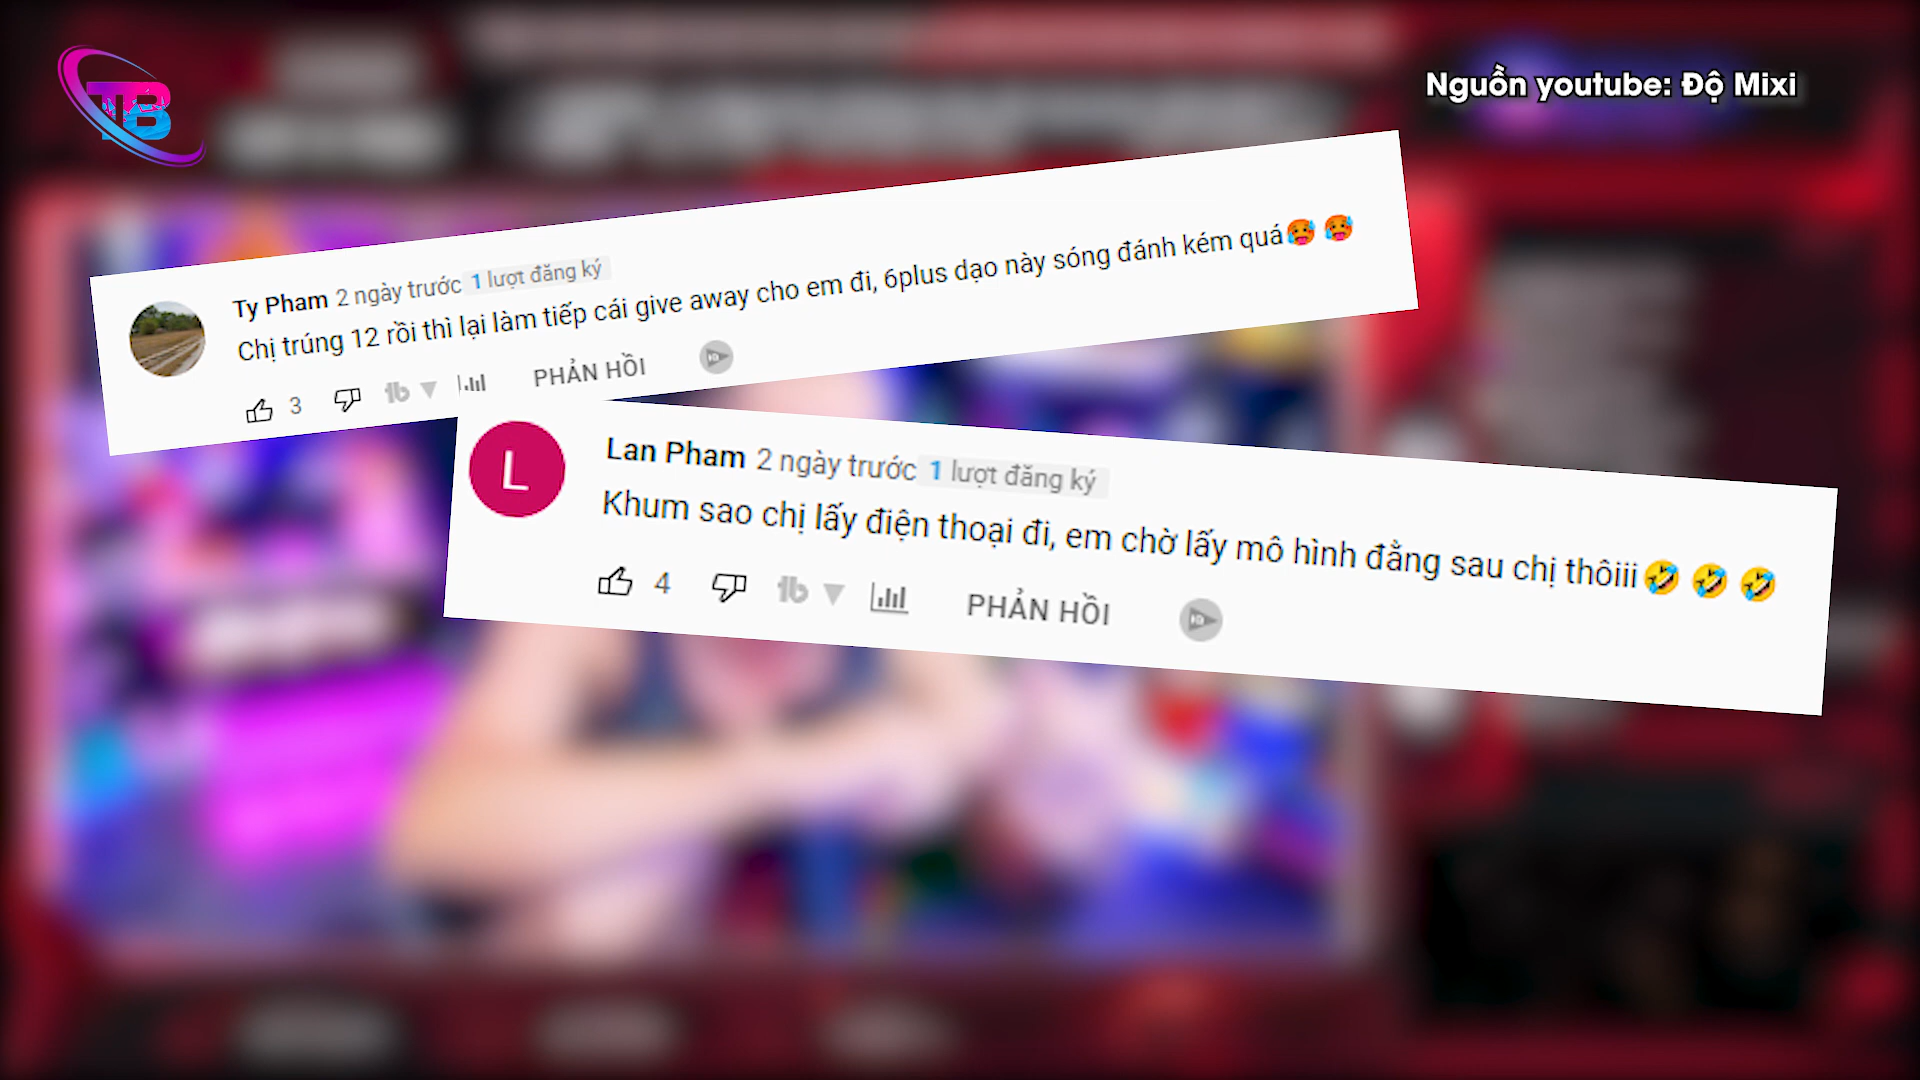 TB
Nguồn youtube: Độ Mixi
Ty Pham 2 ngày trước 1 lượt đăng ký
Chị trúng 12 rồi thì lại làm tiếp cái give away cho em đi, 6plus dạo này sóng đánh kém quá🥵 🥵
3 1b PHẢN HỒI
L
Lan Pham 2 ngày trước 1 lượt đăng ký
Khum sao chị lấy điện thoại đi, em chờ lấy mô hình đằng sau chị thôiii🤣 🤣 🤣
4 1b PHẢN HỒI